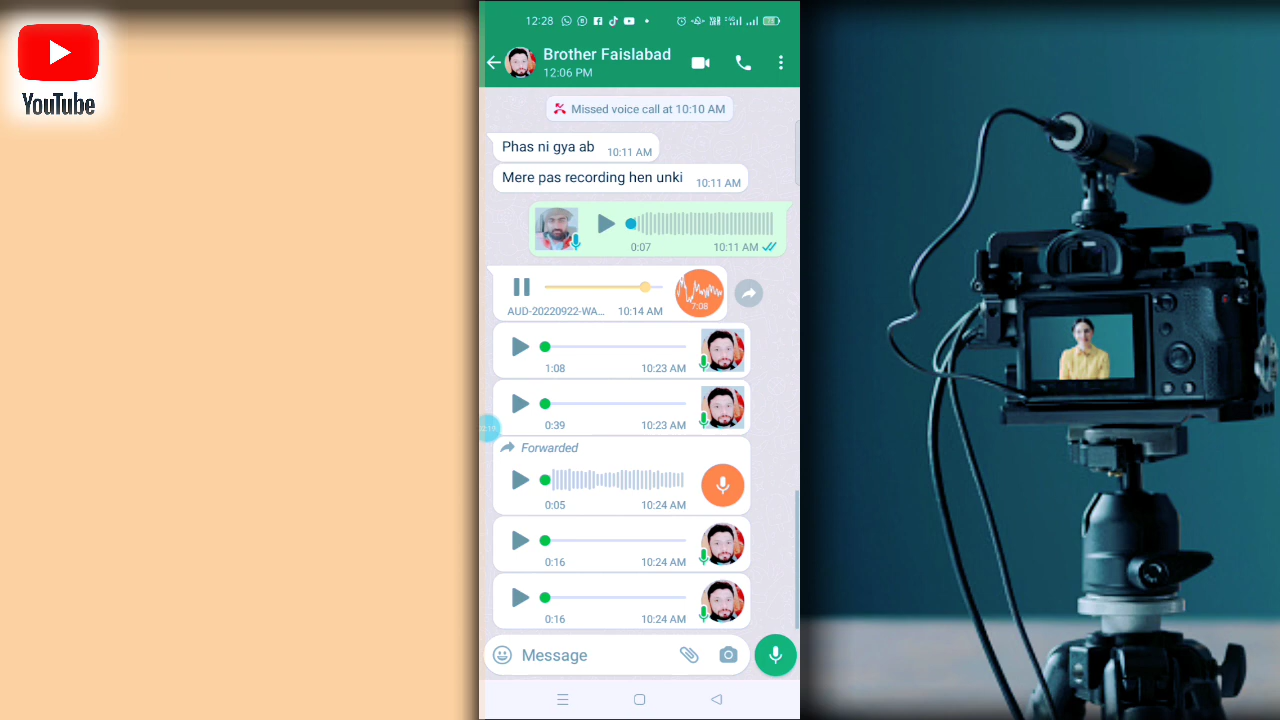 YouTube
12:28
Brother Faislabad
12:06 PM
Missed voice call at 10:10 AM
Phas ni gya ab 10:11 AM
Mere pas recording hen unki 10:11 AM
0:07 10:11 AM
7:08
AUD-20220922-WA... 10:14 AM
1:08 10:23 AM
0:39 10:23 AM
Forwarded
0:05 10:24 AM
0:16 10:24 AM
0:16 10:24 AM
Message